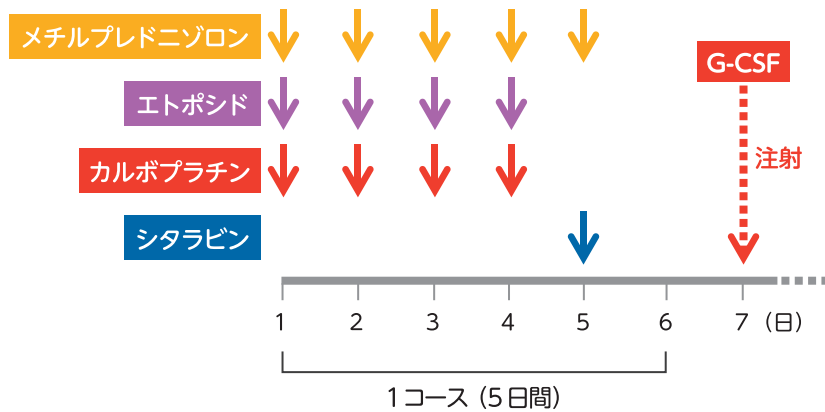 メチルプレドニゾロン
G-CSF
エトポシド
カルボプラチン
注射
シタラビン
1 2 3 4 5 6 7（日）
1コース（5日間）